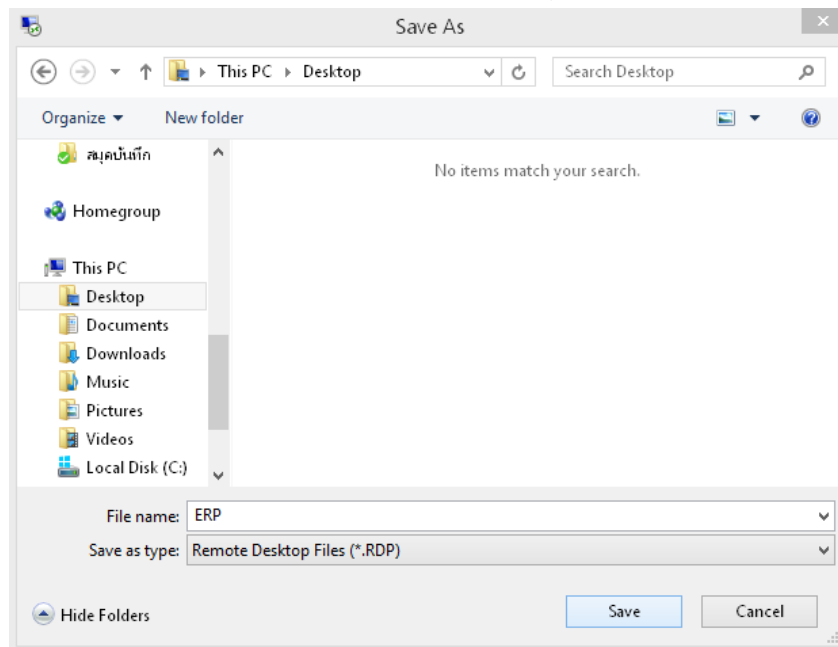 Save As
This PC Desktop
Search Desktop
Organize
New folder
สมุดบันทึก
Homegroup
This PC
Desktop
Documents
Downloads
Music
Pictures
Videos
Local Disk (C:)
No items match your search.
File name: ERP
Save as type: Remote Desktop Files (*.RDP)
Hide Folders
Save
Cancel